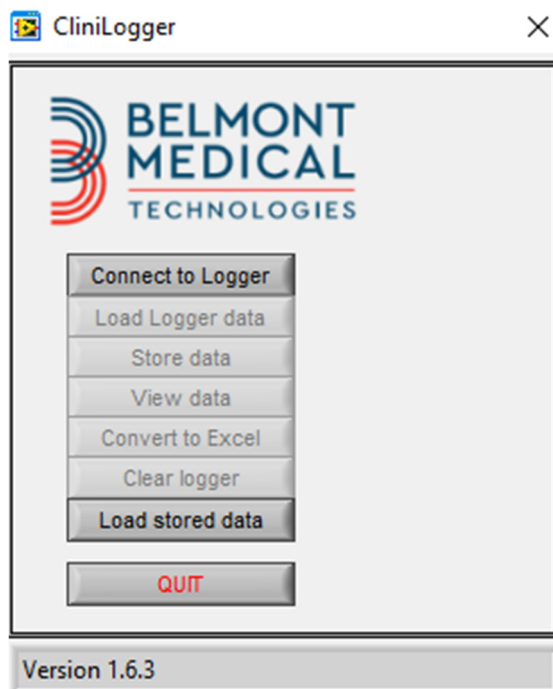 CliniLogger
BELMONT
MEDICAL
TECHNOLOGIES
Connect to Logger
Load Logger data
Store data
View data
Convert to Excel
Clear logger
Load stored data
QUIT
Version 1.6.3